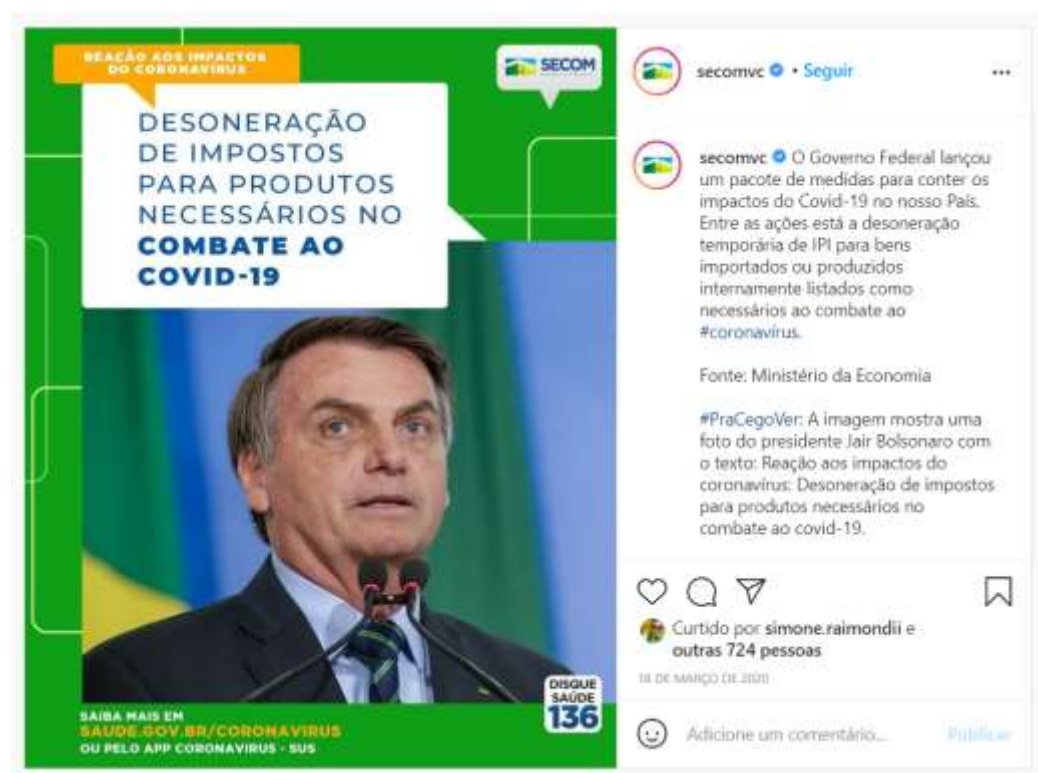 REAÇÃO AOS IMPACTOS
DO CORONAVÍRUS
SECOM
DESONERAÇÃO
DE IMPOSTOS
PARA PRODUTOS
NECESSÁRIOS NO
COMBATE AO
COVID-19
DISQUE
SAÚDE
136
SAIBA MAIS EM
SAUDE.GOV.BR/CORONAVIRUS
OU PELO APP CORONAVIRUS - SUS
secomvc • Seguir
secomvc O Governo Federal lançou
um pacote de medidas para conter os
impactos do Covid-19 no nosso País.
Entre as ações está a desoneração
temporária de IPI para bens
importados ou produzidos
internamente listados como
necessários ao combate ao
#coronavírus.
Fonte: Ministério da Economia
#PraCegoVer: A imagem mostra uma
foto do presidente Jair Bolsonaro com
o texto: Reação aos impactos do
coronavírus: Desoneração de impostos
para produtos necessários no
combate ao covid-19.
Curtido por simone.raimondii e
outras 724 pessoas
18 DE MARÇO DE 2020
Adicione um comentário... Publicar